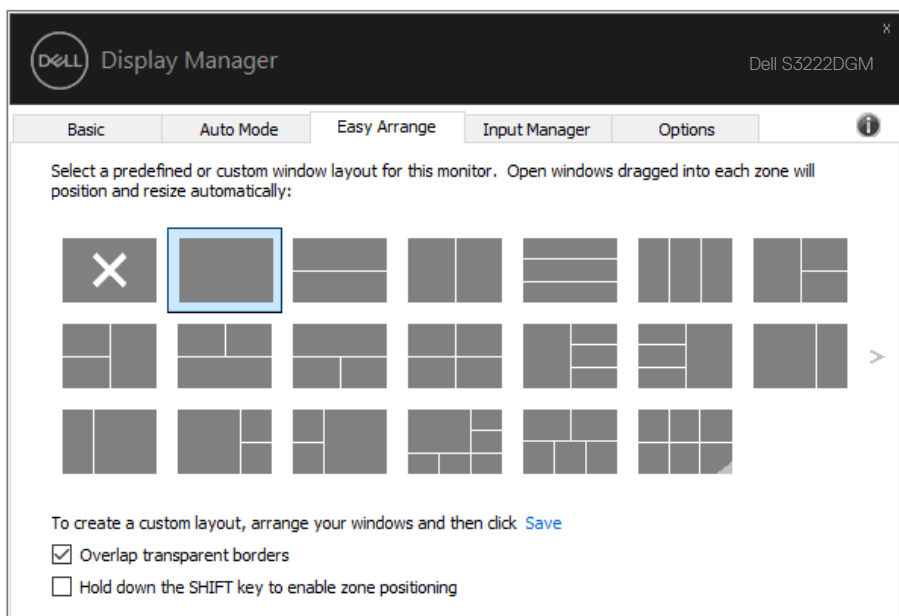 x
DELL Display Manager
Dell S3222DGM
Basic Auto Mode Easy Arrange Input Manager Options
Select a predefined or custom window layout for this monitor. Open windows dragged into each zone will
position and resize automatically:
>
To create a custom layout, arrange your windows and then click Save
Overlap transparent borders
Hold down the SHIFT key to enable zone positioning